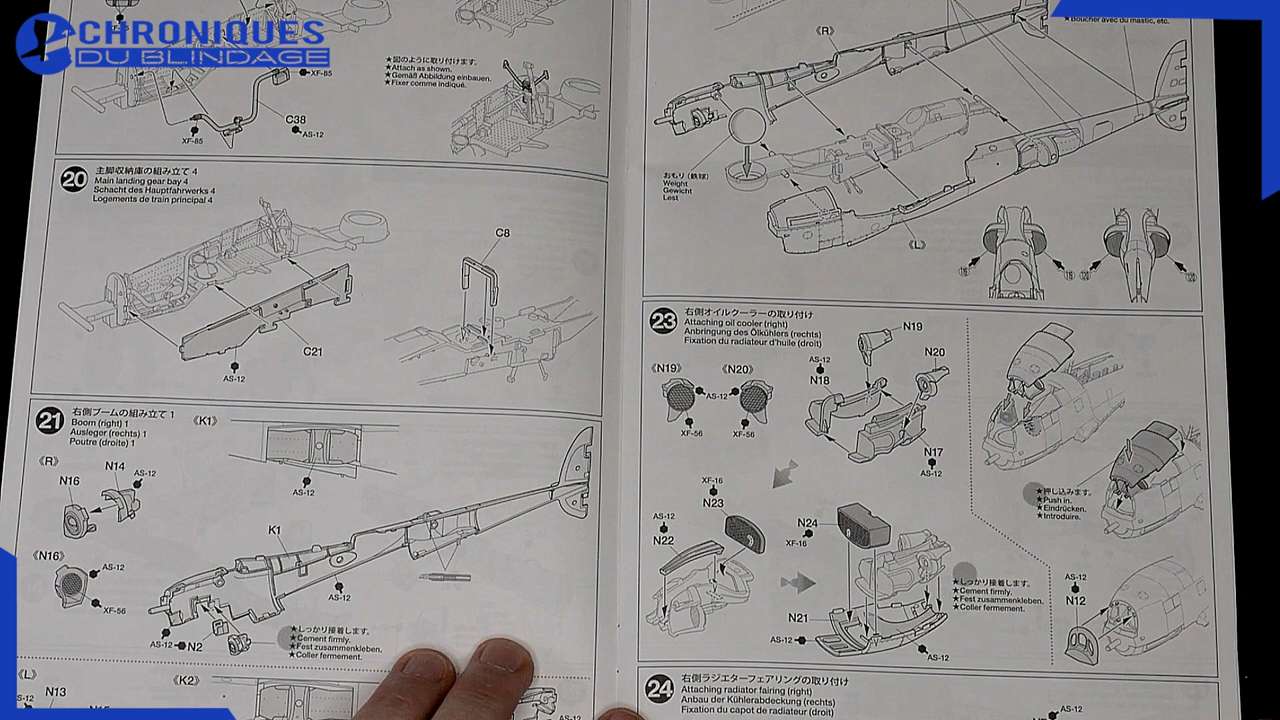 CHRONIQUES
DU BLINDAGE
XF-85
XF-85
C38
AS-12
★図のように取り付けます。
★Attach as shown.
★Gemäß Abbildung einbauen.
★Fixer comme indiqué.
20
主脚収納庫の組み立て 4
Main landing gear bay 4
Schacht des Hauptfahrwerks 4
Logements de train principal 4
C8
C21
AS-12
21
右側ブームの組み立て 1
Boom (right) 1
Ausleger (rechts) 1
Poutre (droite) 1
《K1》
AS-12
《R》
N14
AS-12
N16
K1
《N16》
AS-12
XF-56
AS-12
AS-12
N2
★しっかり接着します。
★Cement firmly.
★Fest zusammenkleben.
★Coller fermement.
《L》
N13
《K2》
AS-12
★Boucher avec du mastic, etc.
《R》
おもり (鉄球)
Weight
Gewicht
Lest
《L》
23
右側オイルクーラーの取り付け
Attaching oil cooler (right)
Anbringung des Ölkühlers (rechts)
Fixation du radiateur d'huile (droit)
《N19》
《N20》
AS-12
XF-56
XF-56
AS-12
N18
N19
N20
N17
AS-12
★押し込みます。
★Push in.
★Eindrücken.
★Introduire.
XF-16
N23
AS-12
N22
N24
XF-16
N21
AS-12
AS-12
★しっかり接着します。
★Cement firmly.
★Fest zusammenkleben.
★Coller fermement.
AS-12
N12
24
右側ラジエターフェアリングの取り付け
Attaching radiator fairing (right)
Anbau der Kühlerabdeckung (rechts)
Fixation du capot de radiateur (droit)
AS-12